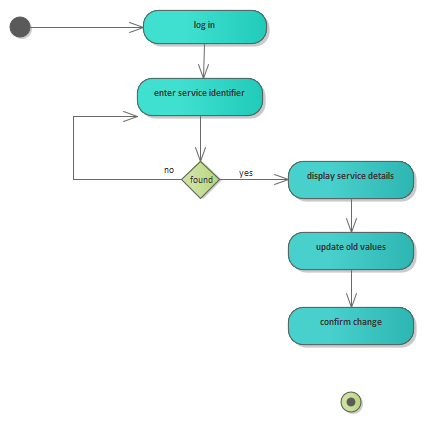 log in
enter service identifier
no
found
yes
display service details
update old values
confirm change